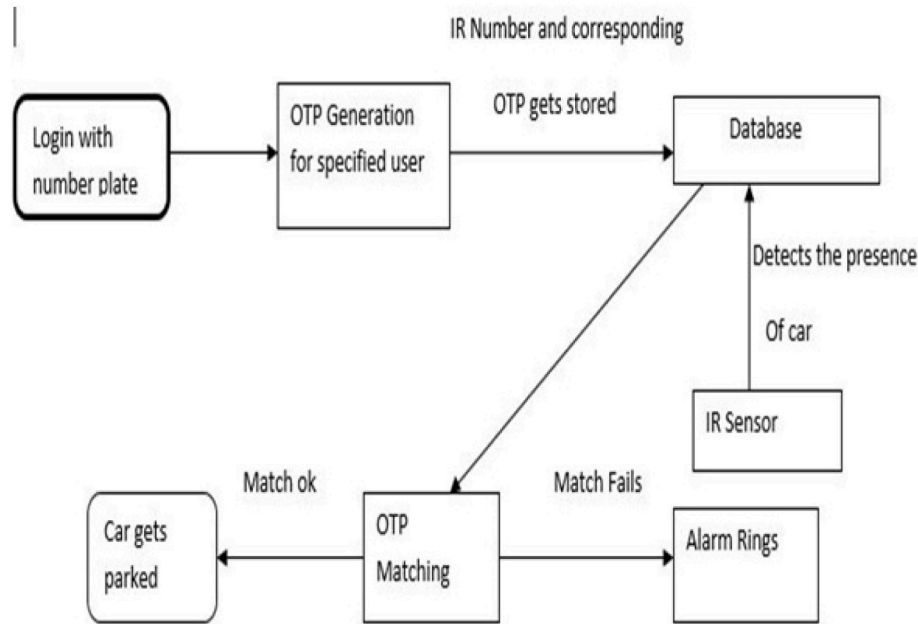 IR Number and corresponding
OTP gets stored
Login with
number plate
OTP Generation
for specified user
Database
Detects the presence
Of car
IR Sensor
Match ok
Match Fails
Car gets
parked
OTP
Matching
Alarm Rings